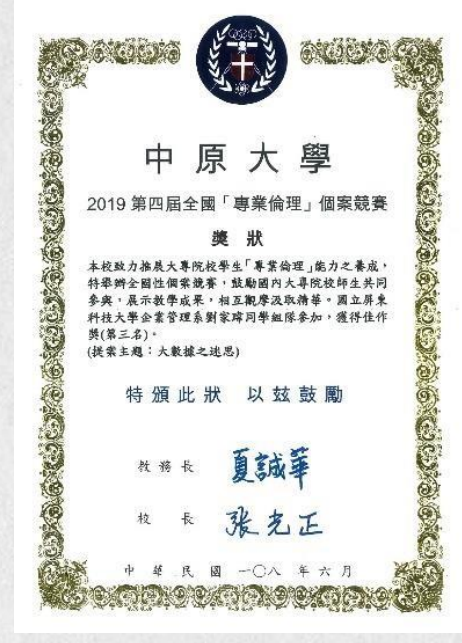 中原大學
2019 第四屆全國「專業倫理」個案競賽
獎狀
本校致力推展大專院校學生「專業倫理」能力之養成，
特舉辦全國性個案競賽，鼓勵國內大專院校師生共同
參與，展示教學成果，相互觀摩及取精華。國立屏東
科技大學企業管理系劉家瑋同學組隊參加，獲得佳作
獎(第三名)。
(提案主題：大數據之迷思)
特頒此狀 以茲鼓勵
教務長 夏誠華
校長 張光正
中華民國一〇八年六月